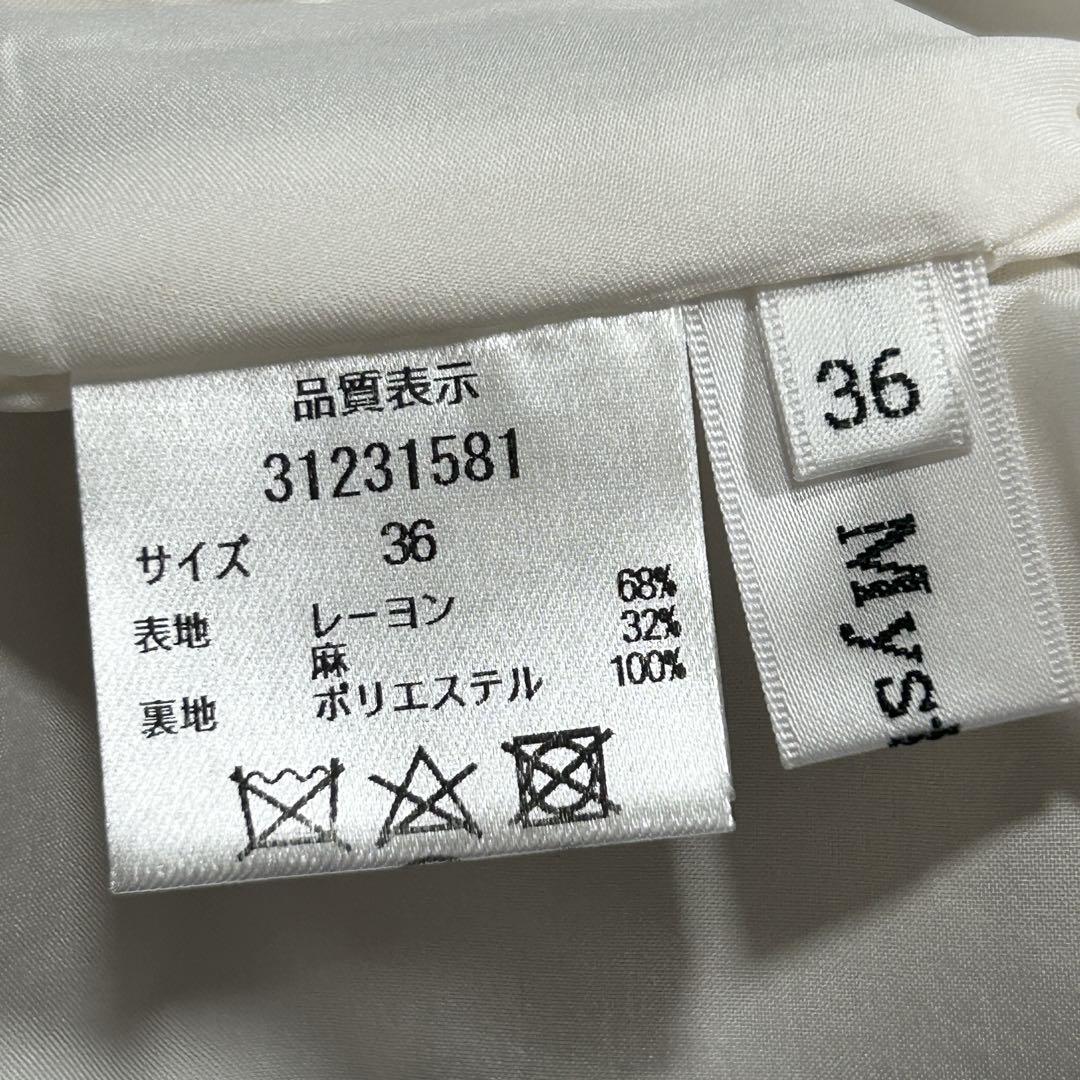 品質表示
31231581
サイズ 36
表地 レーヨン 68%
麻 32%
裏地 ポリエステル 100%
36